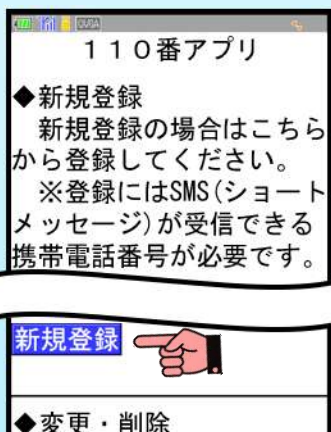 110番アプリ
◆新規登録
新規登録の場合はこちら
から登録してください。
※登録にはSMS(ショート
メッセージ)が受信できる
携帯電話番号が必要です。
新規登録
◆変更・削除